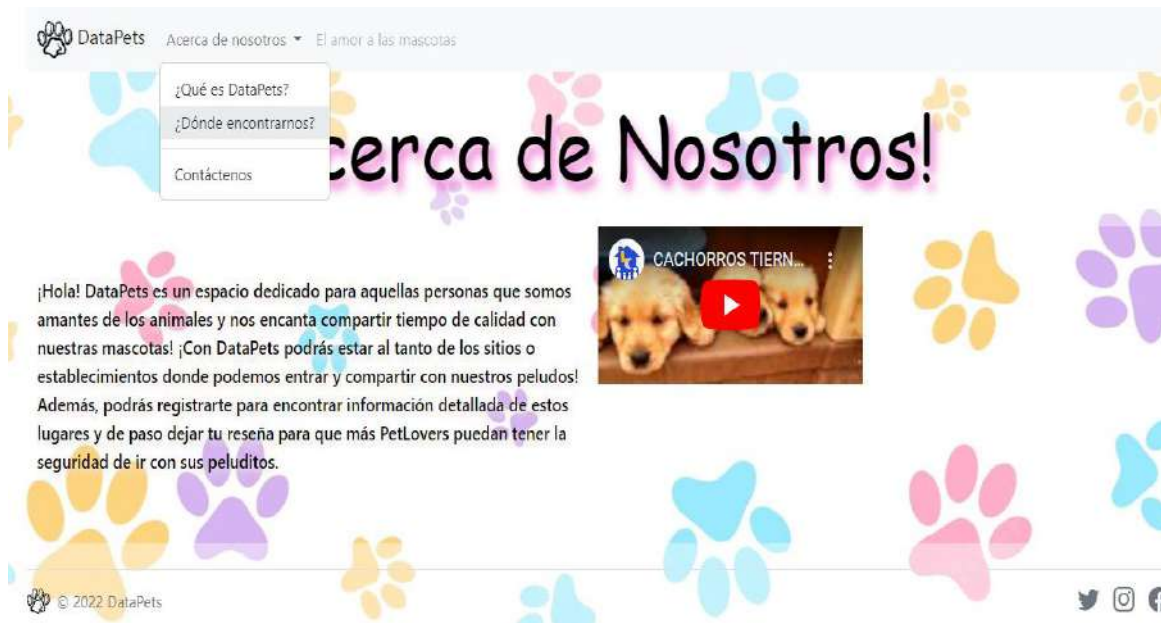 DataPets Acerca de nosotros El amor a las mascotas
¿Qué es DataPets?
¿Dónde encontrarnos?
Contáctenos
cerca de Nosotros!
CACHORROS TIERN...
¡Hola! DataPets es un espacio dedicado para aquellas personas que somos
amantes de los animales y nos encanta compartir tiempo de calidad con
nuestras mascotas! ¡Con DataPets podrás estar al tanto de los sitios o
establecimientos donde podemos entrar y compartir con nuestros peludos!
Además, podrás registrarte para encontrar información detallada de estos
lugares y de paso dejar tu reseña para que más PetLovers puedan tener la
seguridad de ir con sus peluditos.
© 2022 DataPets